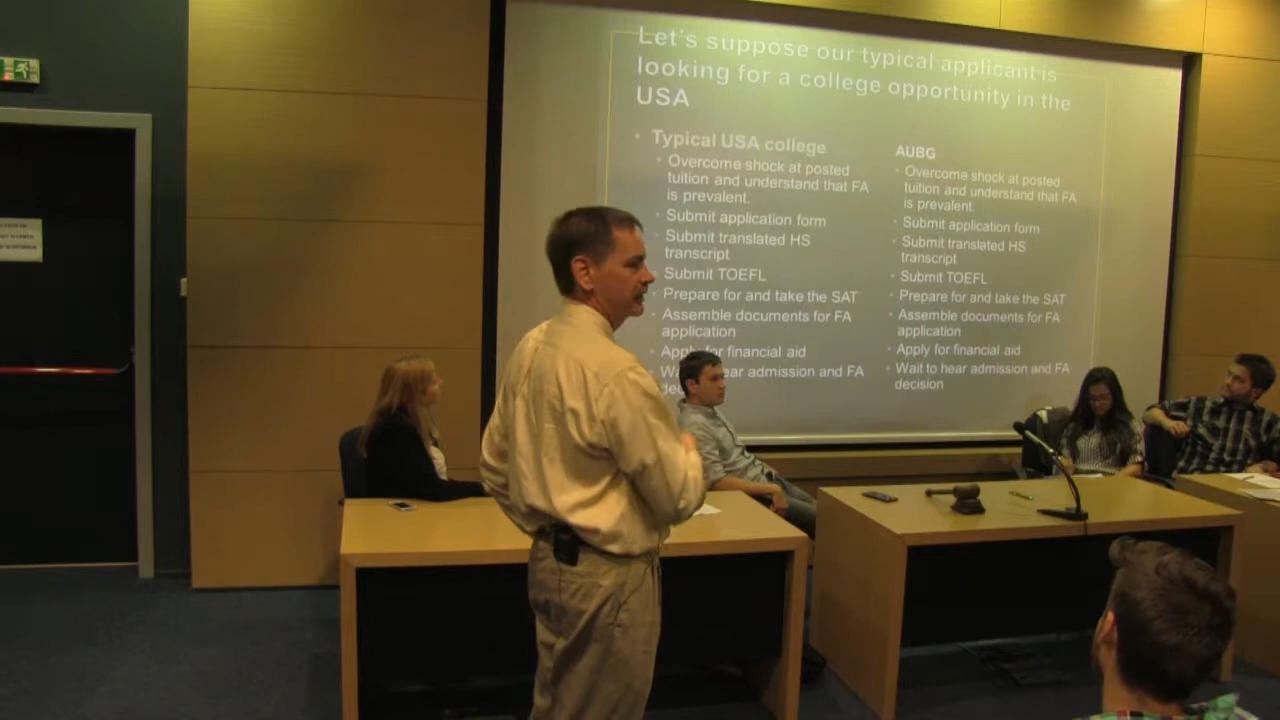 Let's suppose our typical applicant is
looking for a college opportunity in the
USA
• Typical USA college
• Overcome shock at posted
tuition and understand that FA
is prevalent.
• Submit application form
• Submit translated HS
transcript
• Submit TOEFL
• Prepare for and take the SAT
• Assemble documents for FA
application
• Apply for financial aid
hear admission and FA
AUBG
• Overcome shock at posted
tuition and understand that FA
is prevalent.
• Submit application form
• Submit translated HS
transcript
• Submit TOEFL
• Prepare for and take the SAT
• Assemble documents for FA
application
• Apply for financial aid
• Wait to hear admission and FA
decision